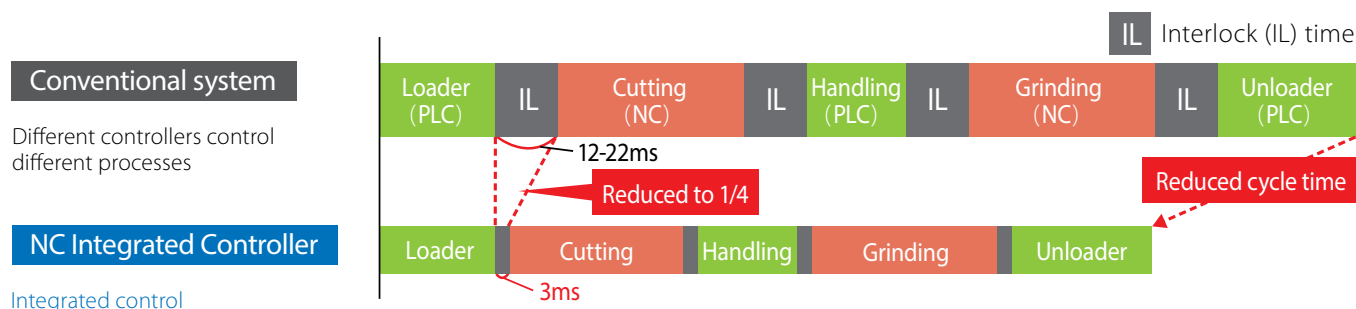 IL Interlock (IL) time
Conventional system
Different controllers control
different processes
Loader
(PLC)
IL
Cutting
(NC)
IL
Handling
(PLC)
IL
Grinding
(NC)
IL
Unloader
(PLC)
12-22ms
Reduced to 1/4
Reduced cycle time
NC Integrated Controller
Loader
Cutting
Handling
Grinding
Unloader
3ms
Integrated control